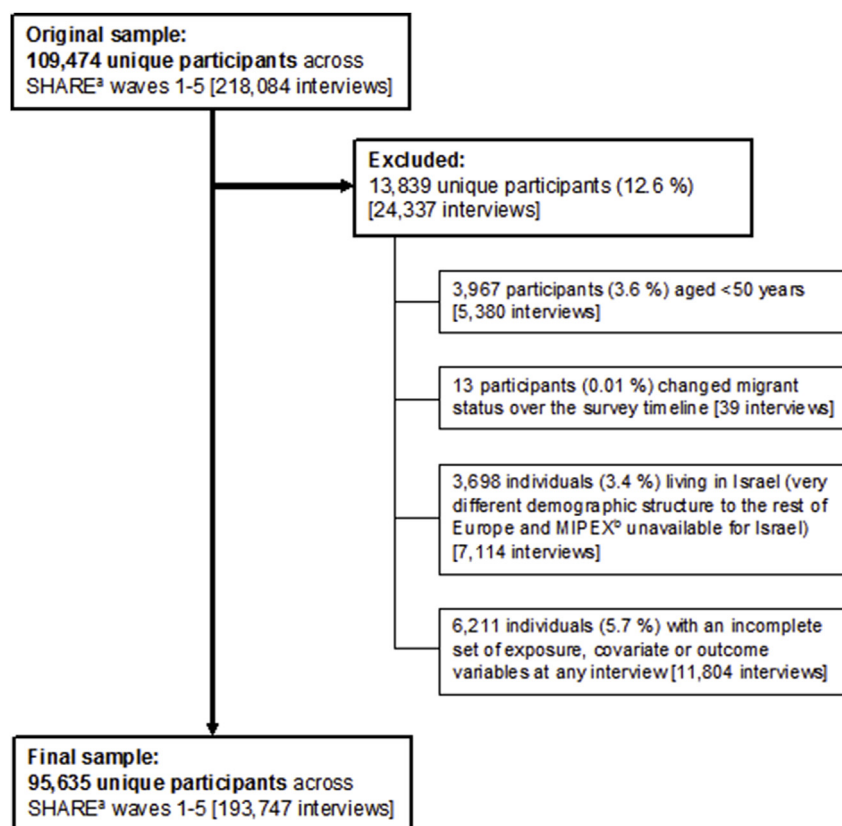 Original sample:
109,474 unique participants across
SHAREª waves 1-5 [218,084 interviews]
Excluded:
13,839 unique participants (12.6 %)
[24,337 interviews]
3,967 participants (3.6 %) aged <50 years
[5,380 interviews]
13 participants (0.01 %) changed migrant
status over the survey timeline [39 interviews]
3,698 individuals (3.4 %) living in Israel (very
different demographic structure to the rest of
Europe and MIPEXº unavailable for Israel)
[7,114 interviews]
6,211 individuals (5.7 %) with an incomplete
set of exposure, covariate or outcome
variables at any interview [11,804 interviews]
Final sample:
95,635 unique participants across
SHAREª waves 1-5 [193,747 interviews]